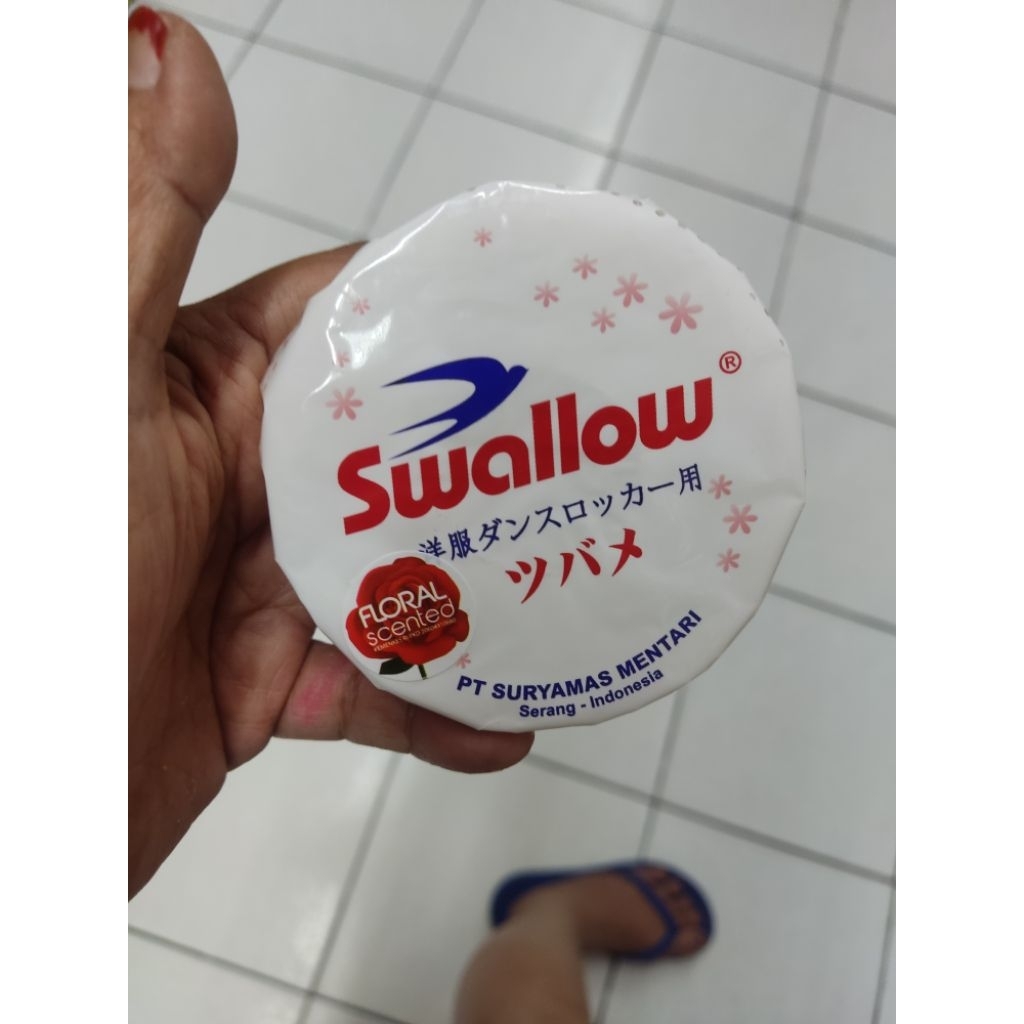 Swallow®
洋服ダンスロッカー用
ツバメ
FLORAL
scented
PT SURYAMAS MENTARI
Serang - Indonesia